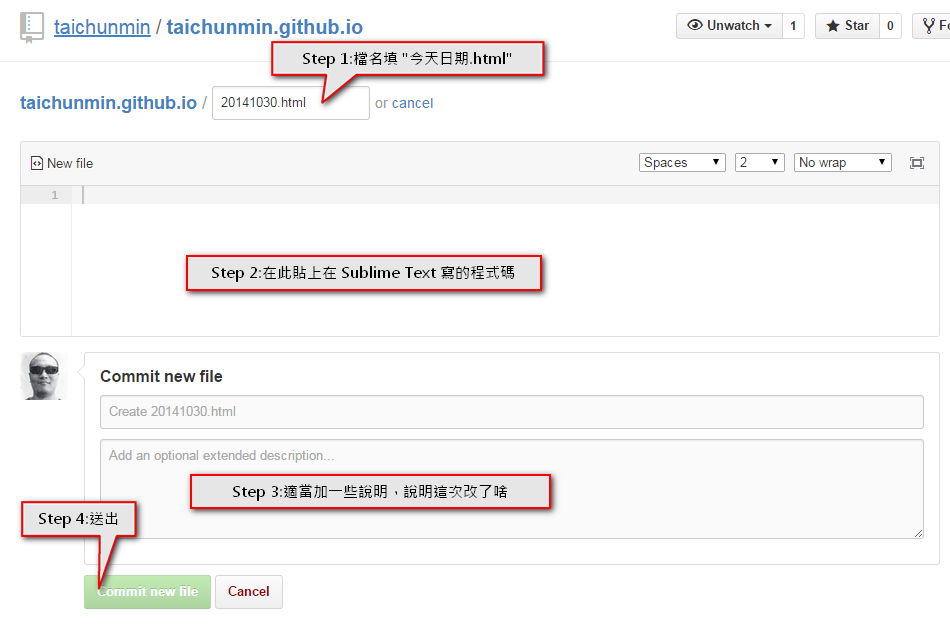 taichunmin / taichunmin.github.io
Unwatch 1 Star 0
Step 1:檔名填 "今天日期.html"
taichunmin.github.io / 20141030.html or cancel
New file Spaces 2 No wrap
1
Step 2:在此貼上在 Sublime Text 寫的程式碼
Commit new file
Create 20141030.html
Add an optional extended description...
Step 3:適當加一些說明，說明這次改了啥
Step 4:送出
Commit new file Cancel